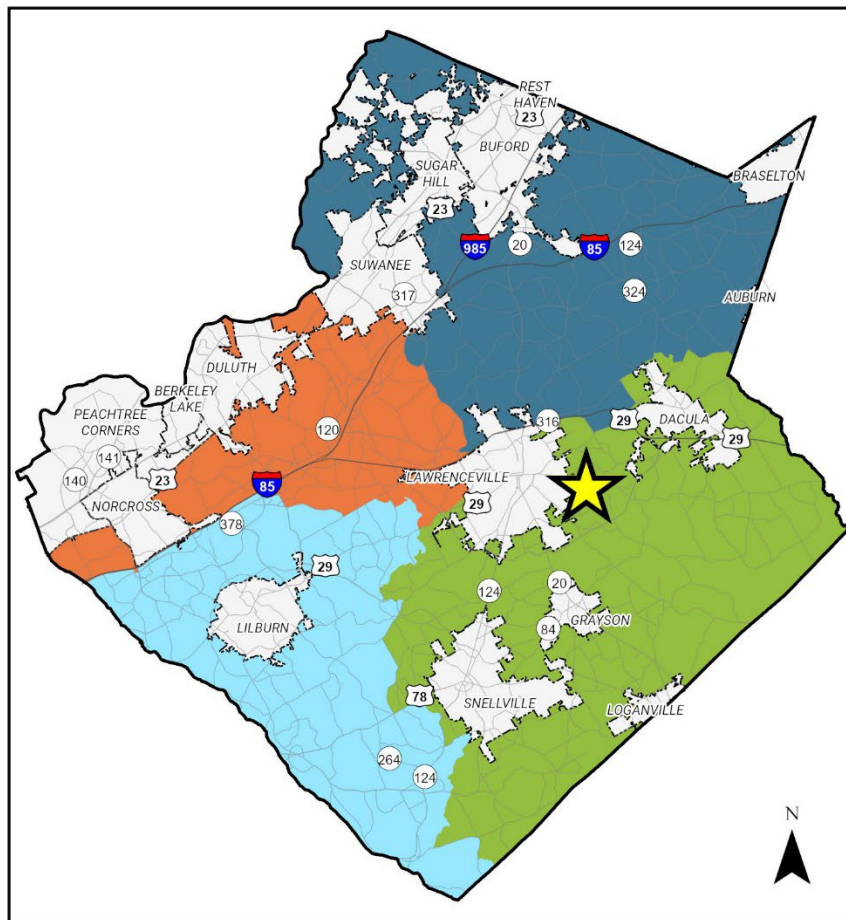 REST
HAVEN
23
BUFORD
SUGAR
HILL
23
BRASELTON
985
20
85
124
SUWANEE
317
324
AUBURN
DULUTH
BERKELEY
LAKE
PEACHTREE
CORNERS
120
141
140
23
NORCROSS
85
378
316
29
DACULA
29
LAWRENCEVILLE
29
29
LILBURN
124
20
GRAYSON
84
78
SNELLVILLE
LOGANVILLE
264
124
N